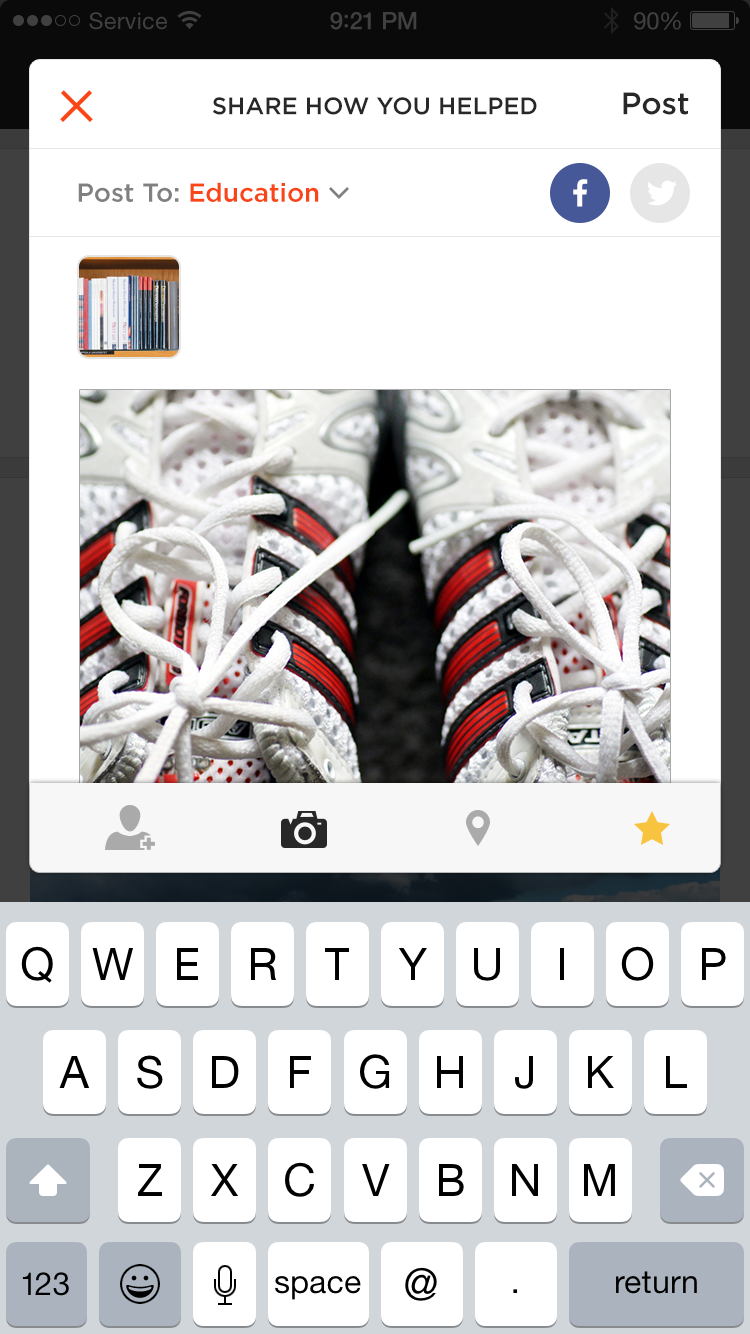 Service 9:21 PM 90%
SHARE HOW YOU HELPED Post
Post To: Education
Q W E R T Y U I O P
A S D F G H J K L
Z X C V B N M
123 space @ . return